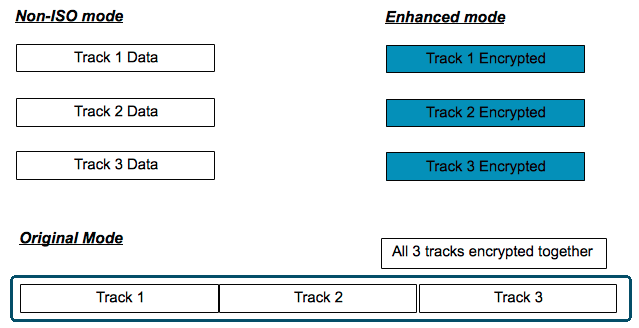 Non-ISO mode
Enhanced mode
Track 1 Data
Track 1 Encrypted
Track 2 Data
Track 2 Encrypted
Track 3 Data
Track 3 Encrypted
Original Mode
All 3 tracks encrypted together
Track 1
Track 2
Track 3